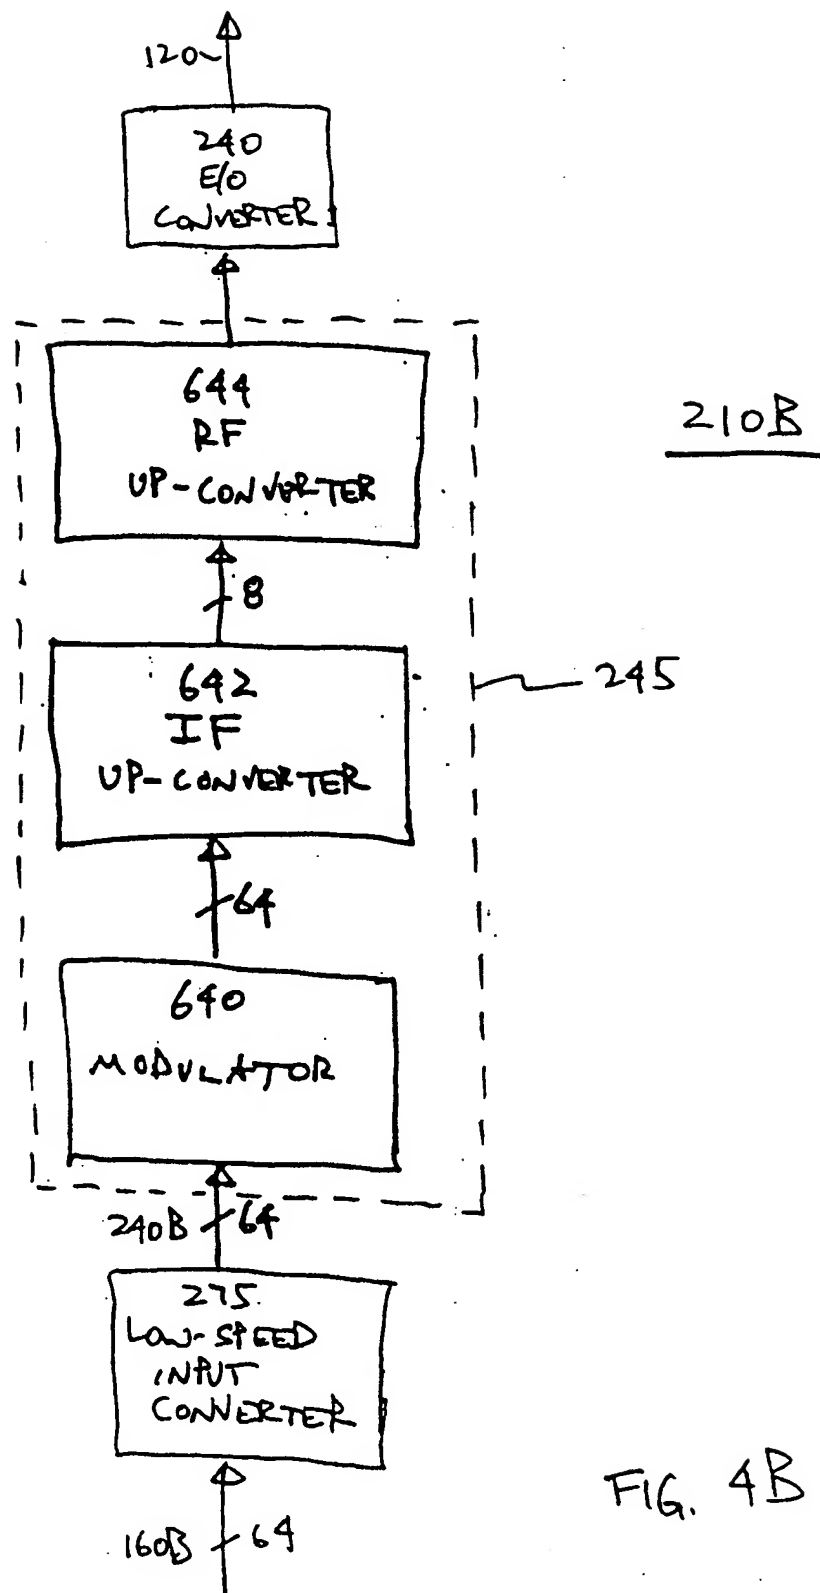 120
240
E/O
CONVERTER
644
RF
UP-CONVERTER
210B
8
642
IF
UP-CONVERTER
245
64
640
MODULATOR
240B 64
275
LOW-SPEED
INPUT
CONVERTER
160B 64
FIG. 4B